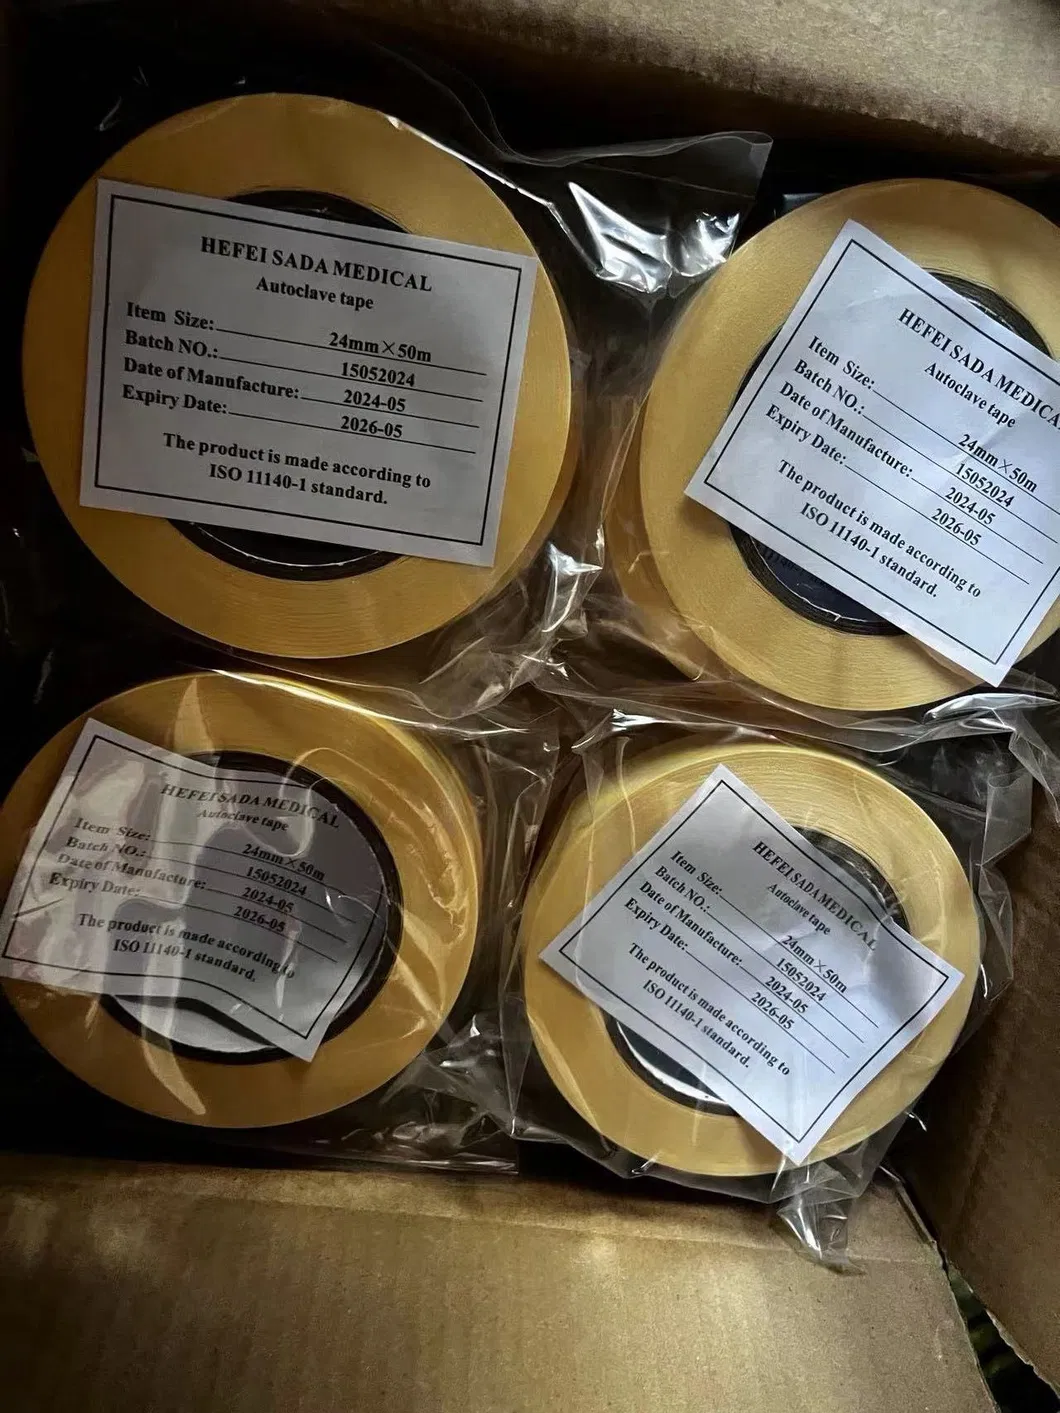 HEFEI SADA MEDICAL
Autoclave tape
Item Size: 24mm×50m
Batch NO.: 15052024
Date of Manufacture: 2024-05
Expiry Date: 2026-05
The product is made according to
ISO 11140-1 standard.
HEFEI SADA MEDICA
Autoclave tape
Item Size: 24mm×50m
Batch NO.: 15052024
Date of Manufacture: 2024-05
Expiry Date: 2026-05
The product is made according to
ISO 11140-1 standard.
HEFEI SADA MEDICAL
Autoclave tape
Item Size: 24mm×50m
Batch NO.: 15052024
Date of Manufacture: 2024-05
Expiry Date: 2026-05
The product is made according to
ISO 11140-1 standard.
HEFEI SADA MEDICAL
Autoclave tape
Item Size: 24mm×50m
Batch NO.: 15052024
Date of Manufacture: 2024-05
Expiry Date: 2026-05
The product is made according to
ISO 11140-1 standard.